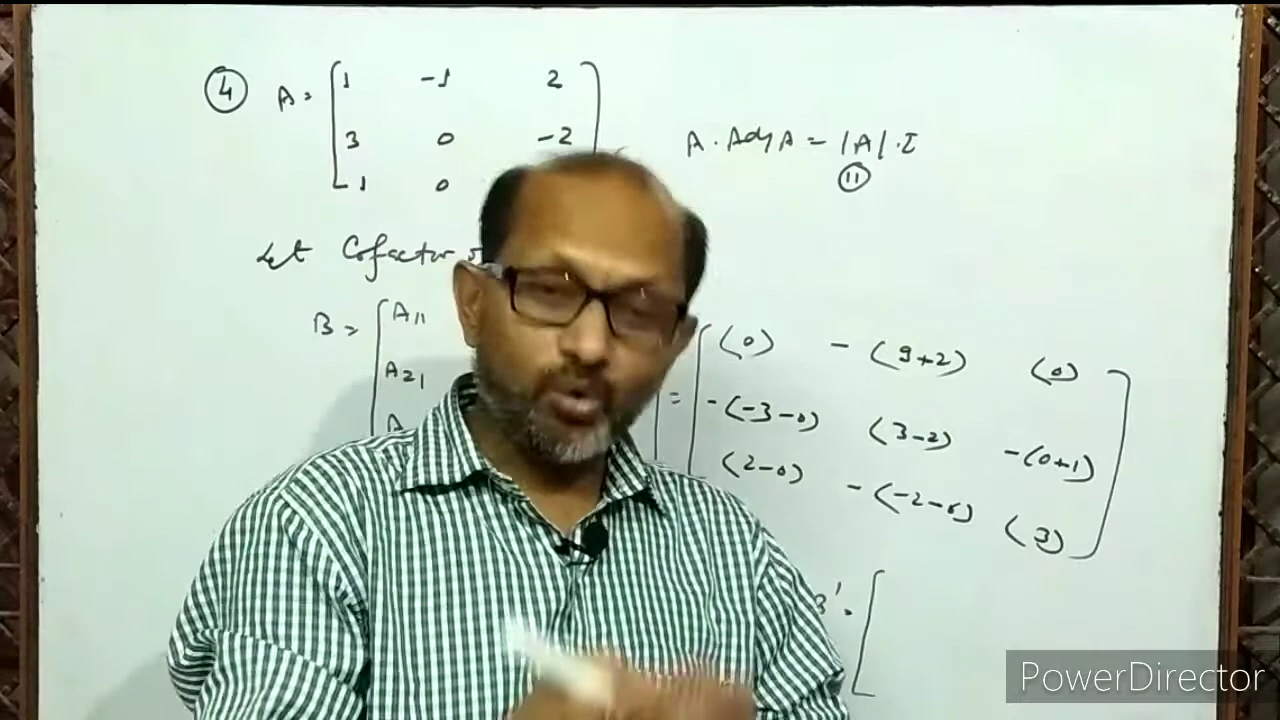 ④ A = [ 1 -1 2
3 0 -2
1 0
A . Adj A = |A| . I
⑪
Let Cofactor
B = [ A₁₁
A₂₁
A
= [ (0) - (9+2) (0)
-(-3-0) (3-2) -(0+1)
(2-0) - (-2-6) (3) ]
B' = [
PowerDirector